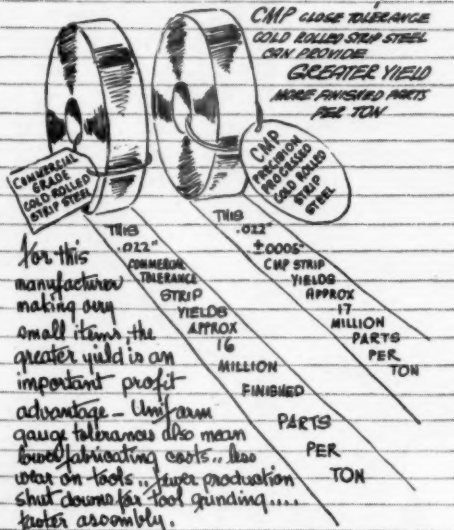 CMP CLOSE TOLERANCE
COLD ROLLED STRIP STEEL
CAN PROVIDE
GREATER YIELD
MORE FINISHED PARTS
PER TON
COMMERCIAL
GRADE
COLD ROLLED
STRIP STEEL
CMP
PRECISION
PROCESSED
COLD ROLLED
STRIP
STEEL
THIS
.022"
COMMERCIAL
TOLERANCE
STRIP
YIELDS
APPROX
16
MILLION
FINISHED
PARTS
PER
TON
THIS
.022"
±.0005"
CMP STRIP
YIELDS
APPROX
17
MILLION
PARTS
PER
TON
For this
manufacturer
making very
small items, the
greater yield is an
important profit
advantage - Uniform
gauge tolerances also mean
lower fabricating costs.. less
wear on tools.. fewer production
shut downs for tool grinding....
faster assembly.